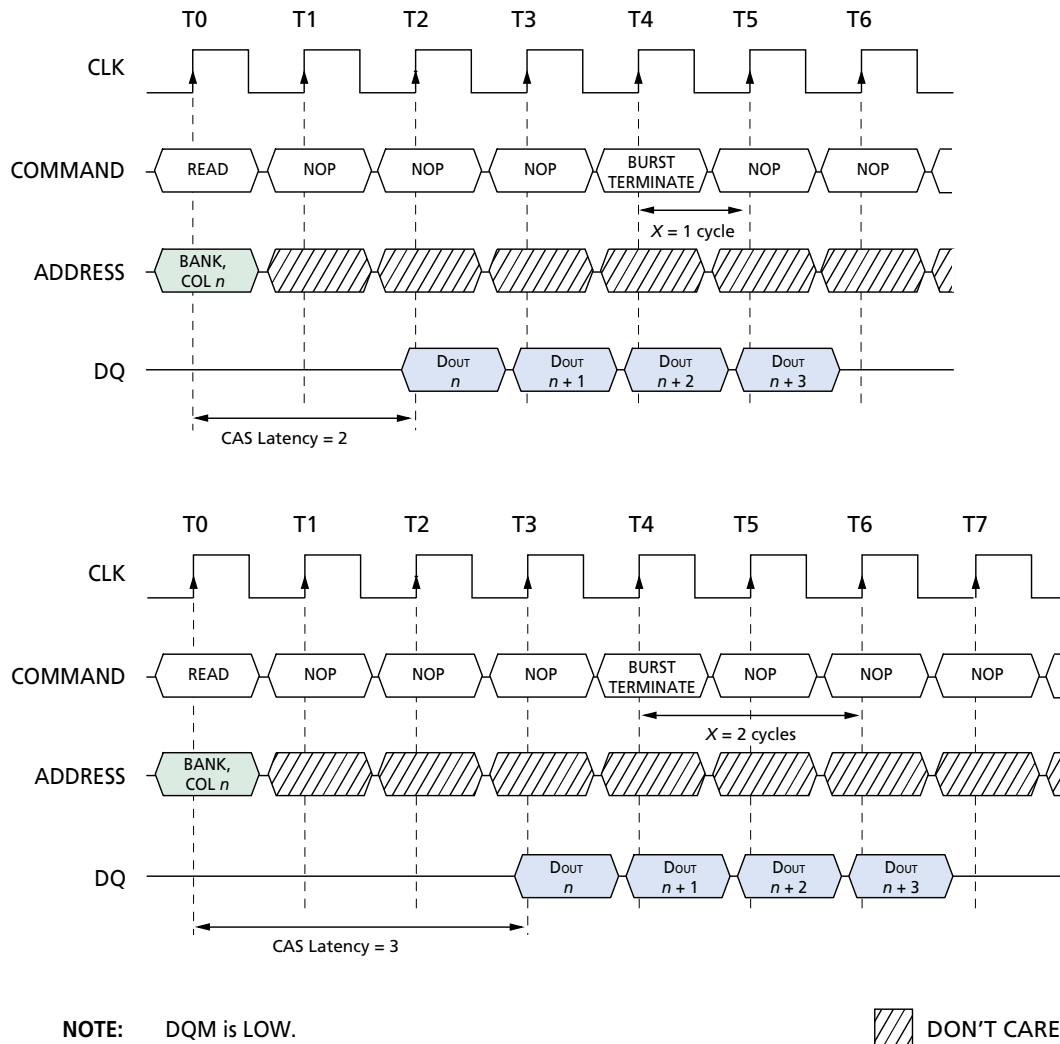 T0 T1 T2 T3 T4 T5 T6
CLK
COMMAND READ NOP NOP NOP BURST TERMINATE NOP NOP
X = 1 cycle
ADDRESS BANK, COL n
DQ DOUT n DOUT n + 1 DOUT n + 2 DOUT n + 3
CAS Latency = 2
T0 T1 T2 T3 T4 T5 T6 T7
CLK
COMMAND READ NOP NOP NOP BURST TERMINATE NOP NOP NOP
X = 2 cycles
ADDRESS BANK, COL n
DQ DOUT n DOUT n + 1 DOUT n + 2 DOUT n + 3
CAS Latency = 3
NOTE: DQM is LOW. DON'T CARE